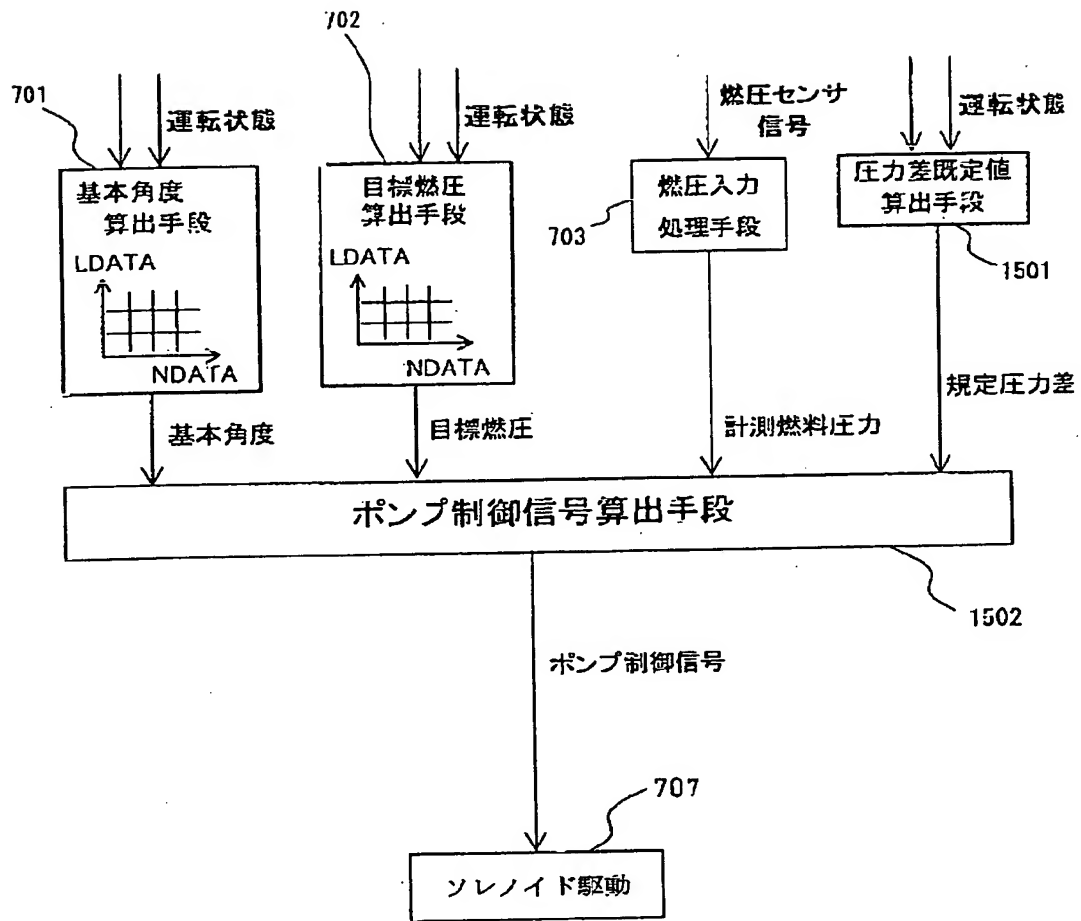 702
701
運転状態
運転状態
燃圧センサ
信号
運転状態
基本角度
算出手段
LDATA
NDATA
目標燃圧
算出手段
LDATA
NDATA
燃圧入力
処理手段
703
圧力差既定値
算出手段
1501
基本角度
目標燃圧
計測燃料圧力
規定圧力差
ポンプ制御信号算出手段
1502
ポンプ制御信号
707
ソレノイド駆動